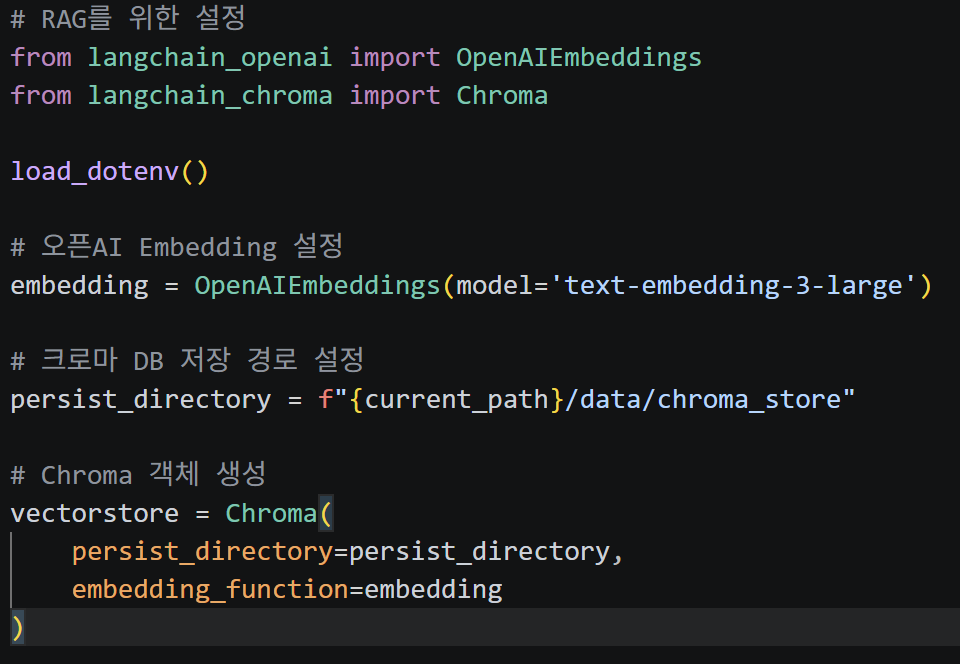 # RAG를 위한 설정
from langchain_openai import OpenAIEmbeddings
from langchain_chroma import Chroma
load_dotenv()
# 오픈AI Embedding 설정
embedding = OpenAIEmbeddings(model='text-embedding-3-large')
# 크로마 DB 저장 경로 설정
persist_directory = f"{current_path}/data/chroma_store"
# Chroma 객체 생성
vectorstore = Chroma(
    persist_directory=persist_directory,
    embedding_function=embedding
)